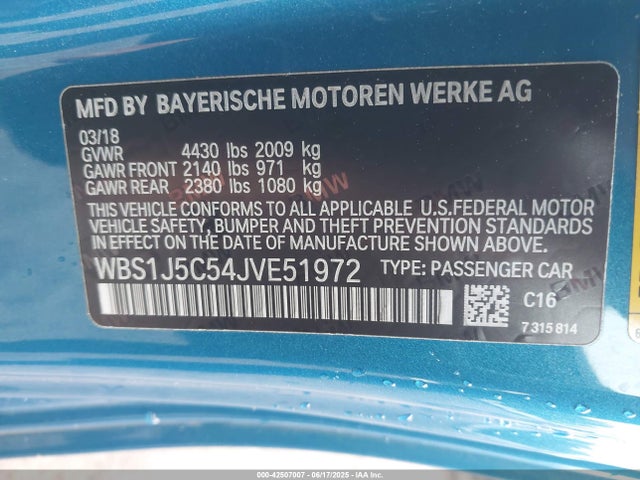 MFD BY BAYERISCHE MOTOREN WERKE AG
03/18
GVWR 4430 lbs 2009 kg
GAWR FRONT 2140 lbs 971 kg
GAWR REAR 2380 lbs 1080 kg
THIS VEHICLE CONFORMS TO ALL APPLICABLE U.S.FEDERAL MOTOR
VEHICLE SAFETY, BUMPER AND THEFT PREVENTION STANDARDS
IN EFFECT ON THE DATE OF MANUFACTURE SHOWN ABOVE.
WBS1J5C54JVE51972 TYPE: PASSENGER CAR
C16
7 315 814
000-42507007 - 06/17/2025 - IAA Inc.